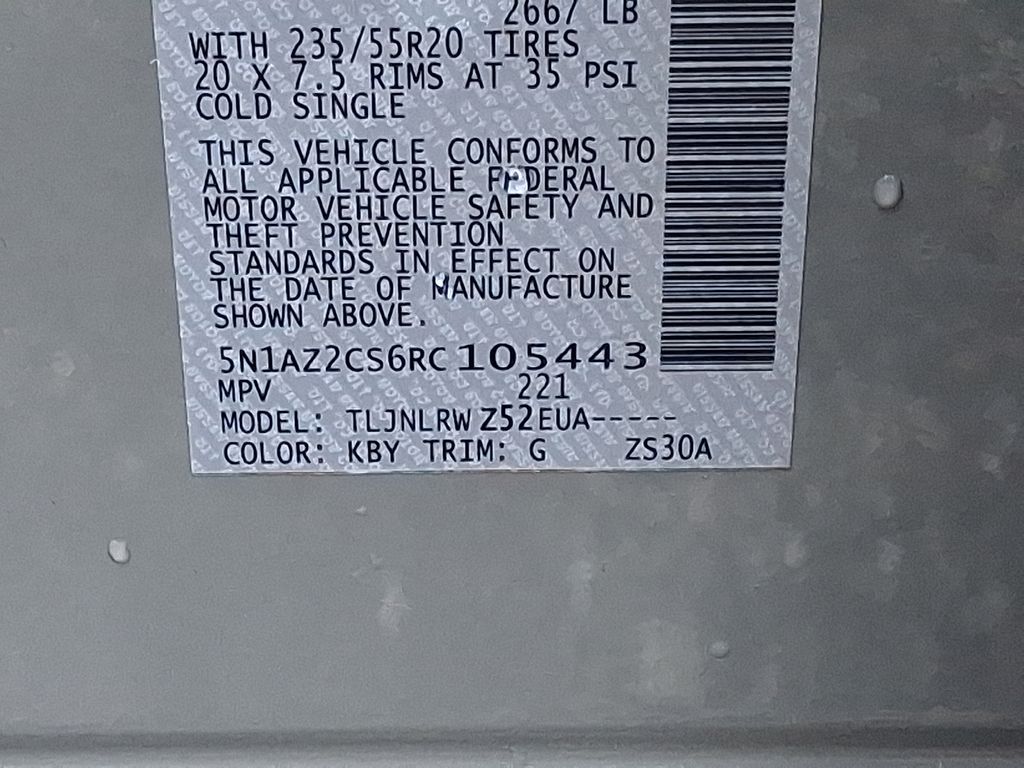 2667 LB
WITH 235/55R20 TIRES
20 X 7.5 RIMS AT 35 PSI
COLD SINGLE
THIS VEHICLE CONFORMS TO
ALL APPLICABLE FEDERAL
MOTOR VEHICLE SAFETY AND
THEFT PREVENTION
STANDARDS IN EFFECT ON
THE DATE OF MANUFACTURE
SHOWN ABOVE.
5N1AZ2CS6RC105443
MPV 221
MODEL: TLJNLRW Z52EUA-----
COLOR: KBY TRIM: G ZS30A